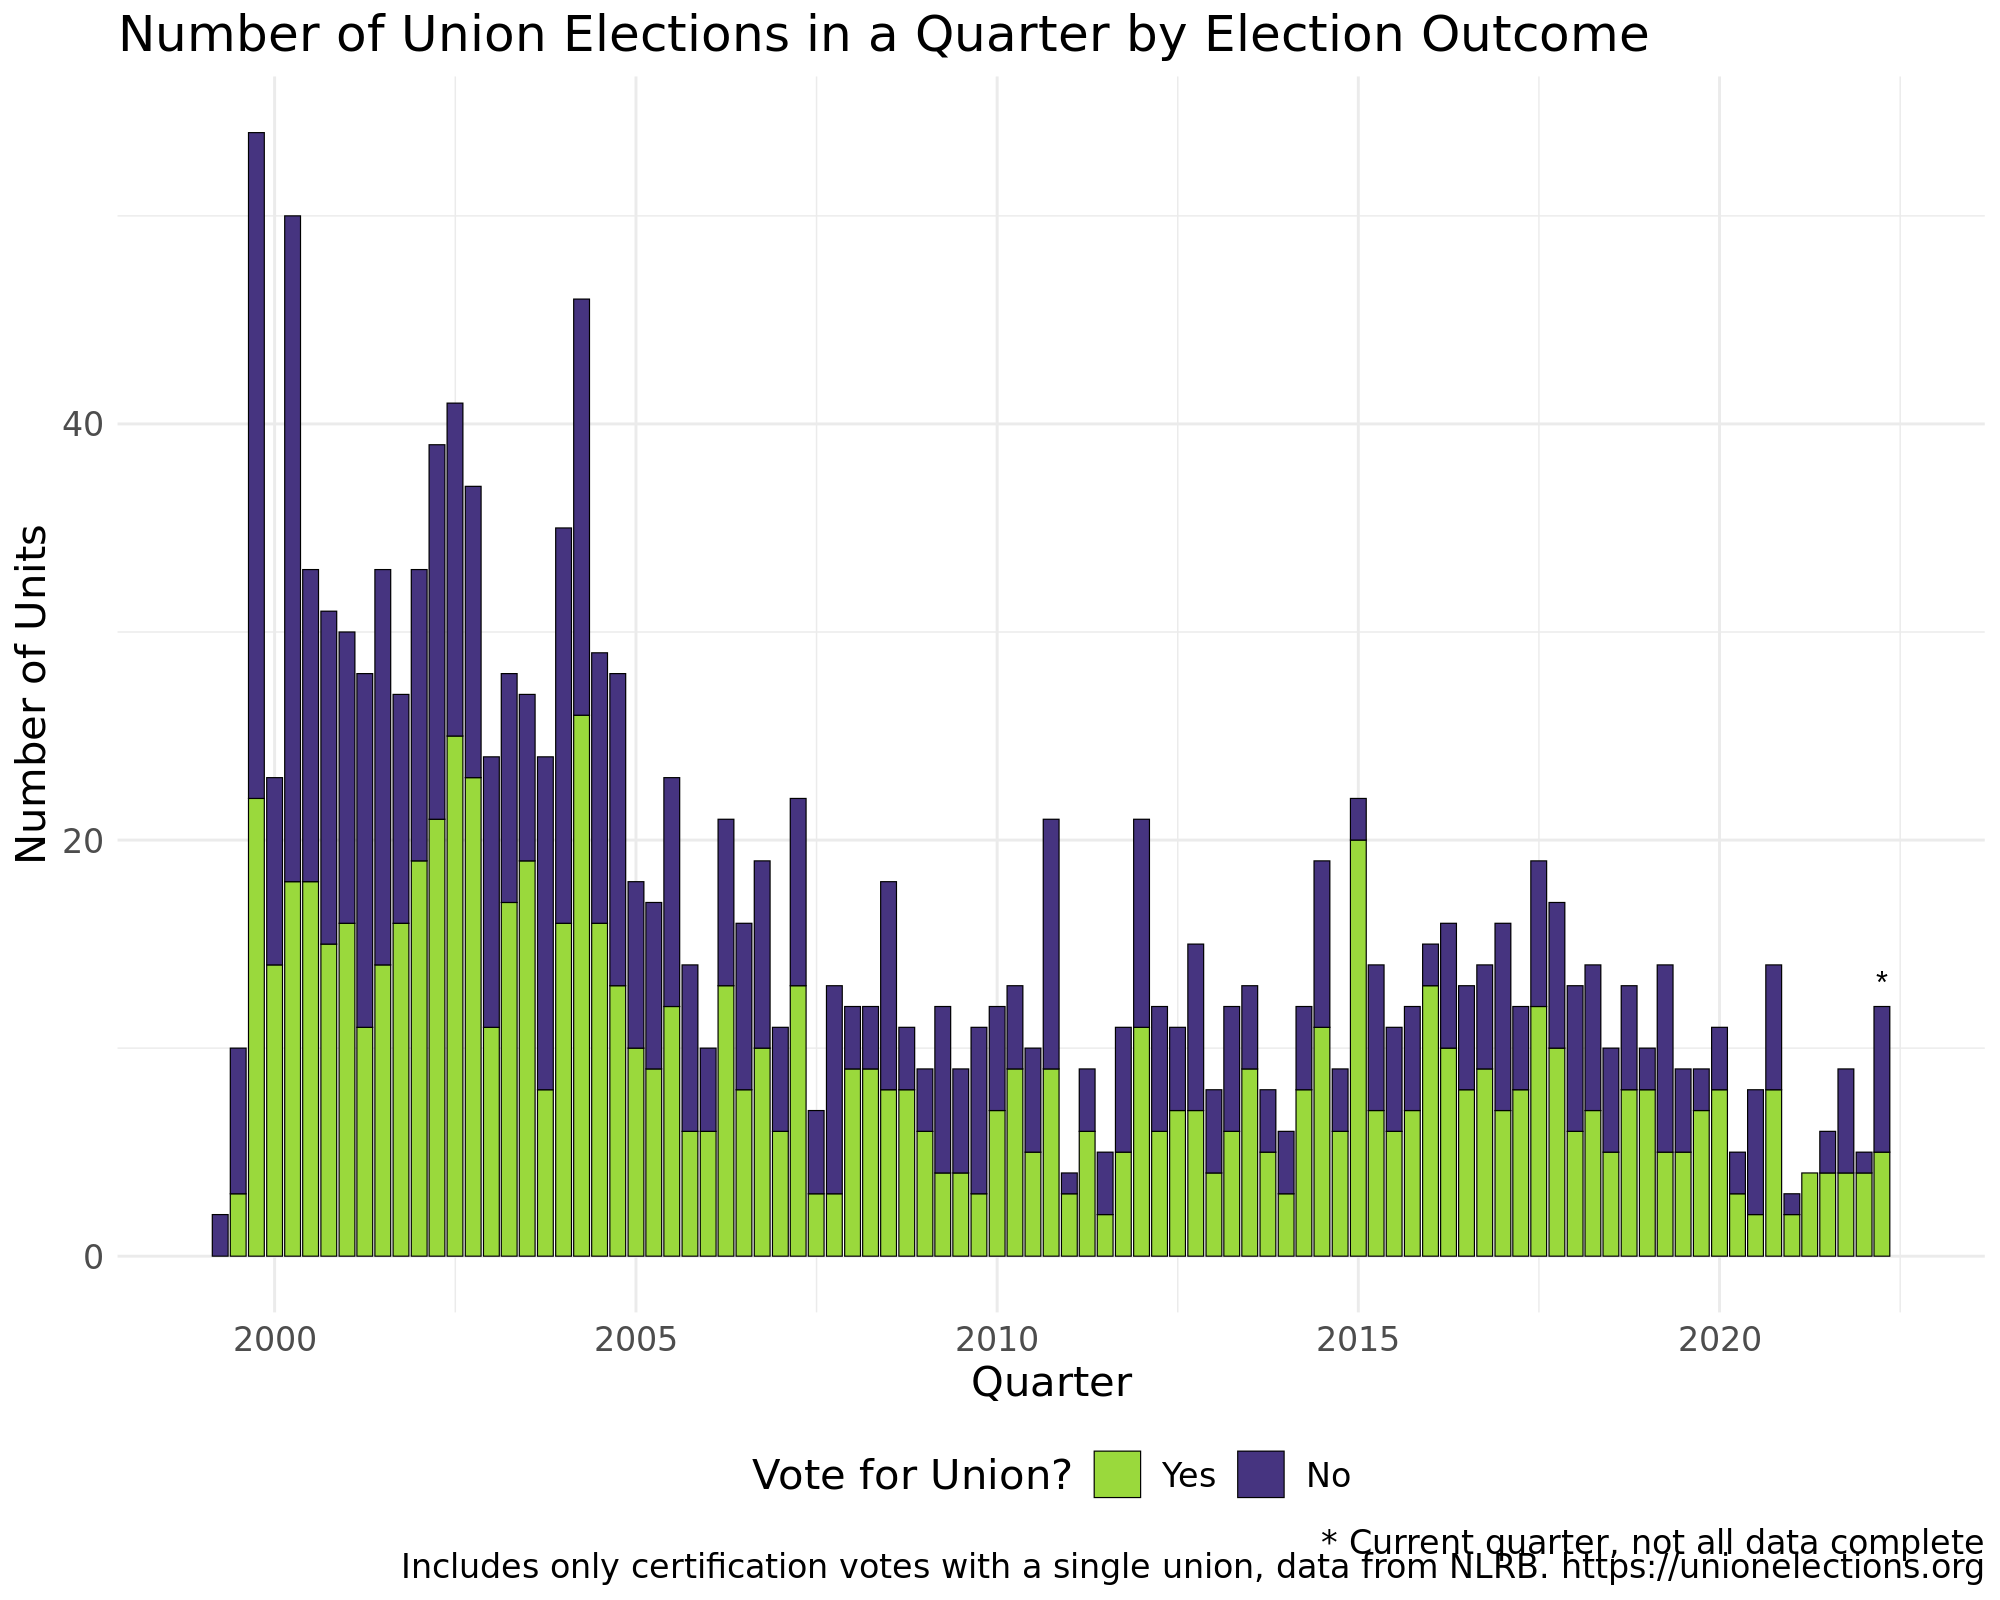 Number of Union Elections in a Quarter by Election Outcome
Number of Units
40
20
0
*
2000 2005 2010 2015 2020
Quarter
Vote for Union? Yes No
* Current quarter, not all data complete
Includes only certification votes with a single union, data from NLRB. https://unionelections.org